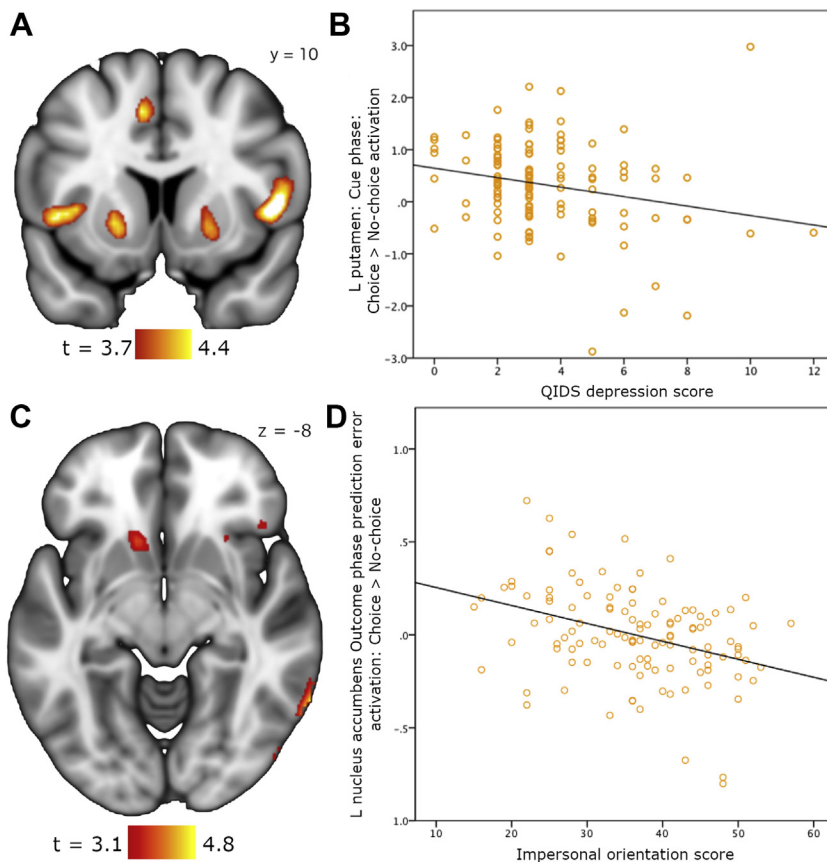 A
y = 10
t = 3.7
4.4
B
L putamen: Cue phase:
Choice > No-choice activation
3.0
2.0
1.0
.0
-1.0
-2.0
-3.0
0
2
4
6
8
10
12
QIDS depression score
C
z = -8
t = 3.1
4.8
D
L nucleus accumbens Outcome phase prediction error
activation: Choice > No-choice
1.0
.5
.0
-.5
1.0
10
20
30
40
50
60
Impersonal orientation score